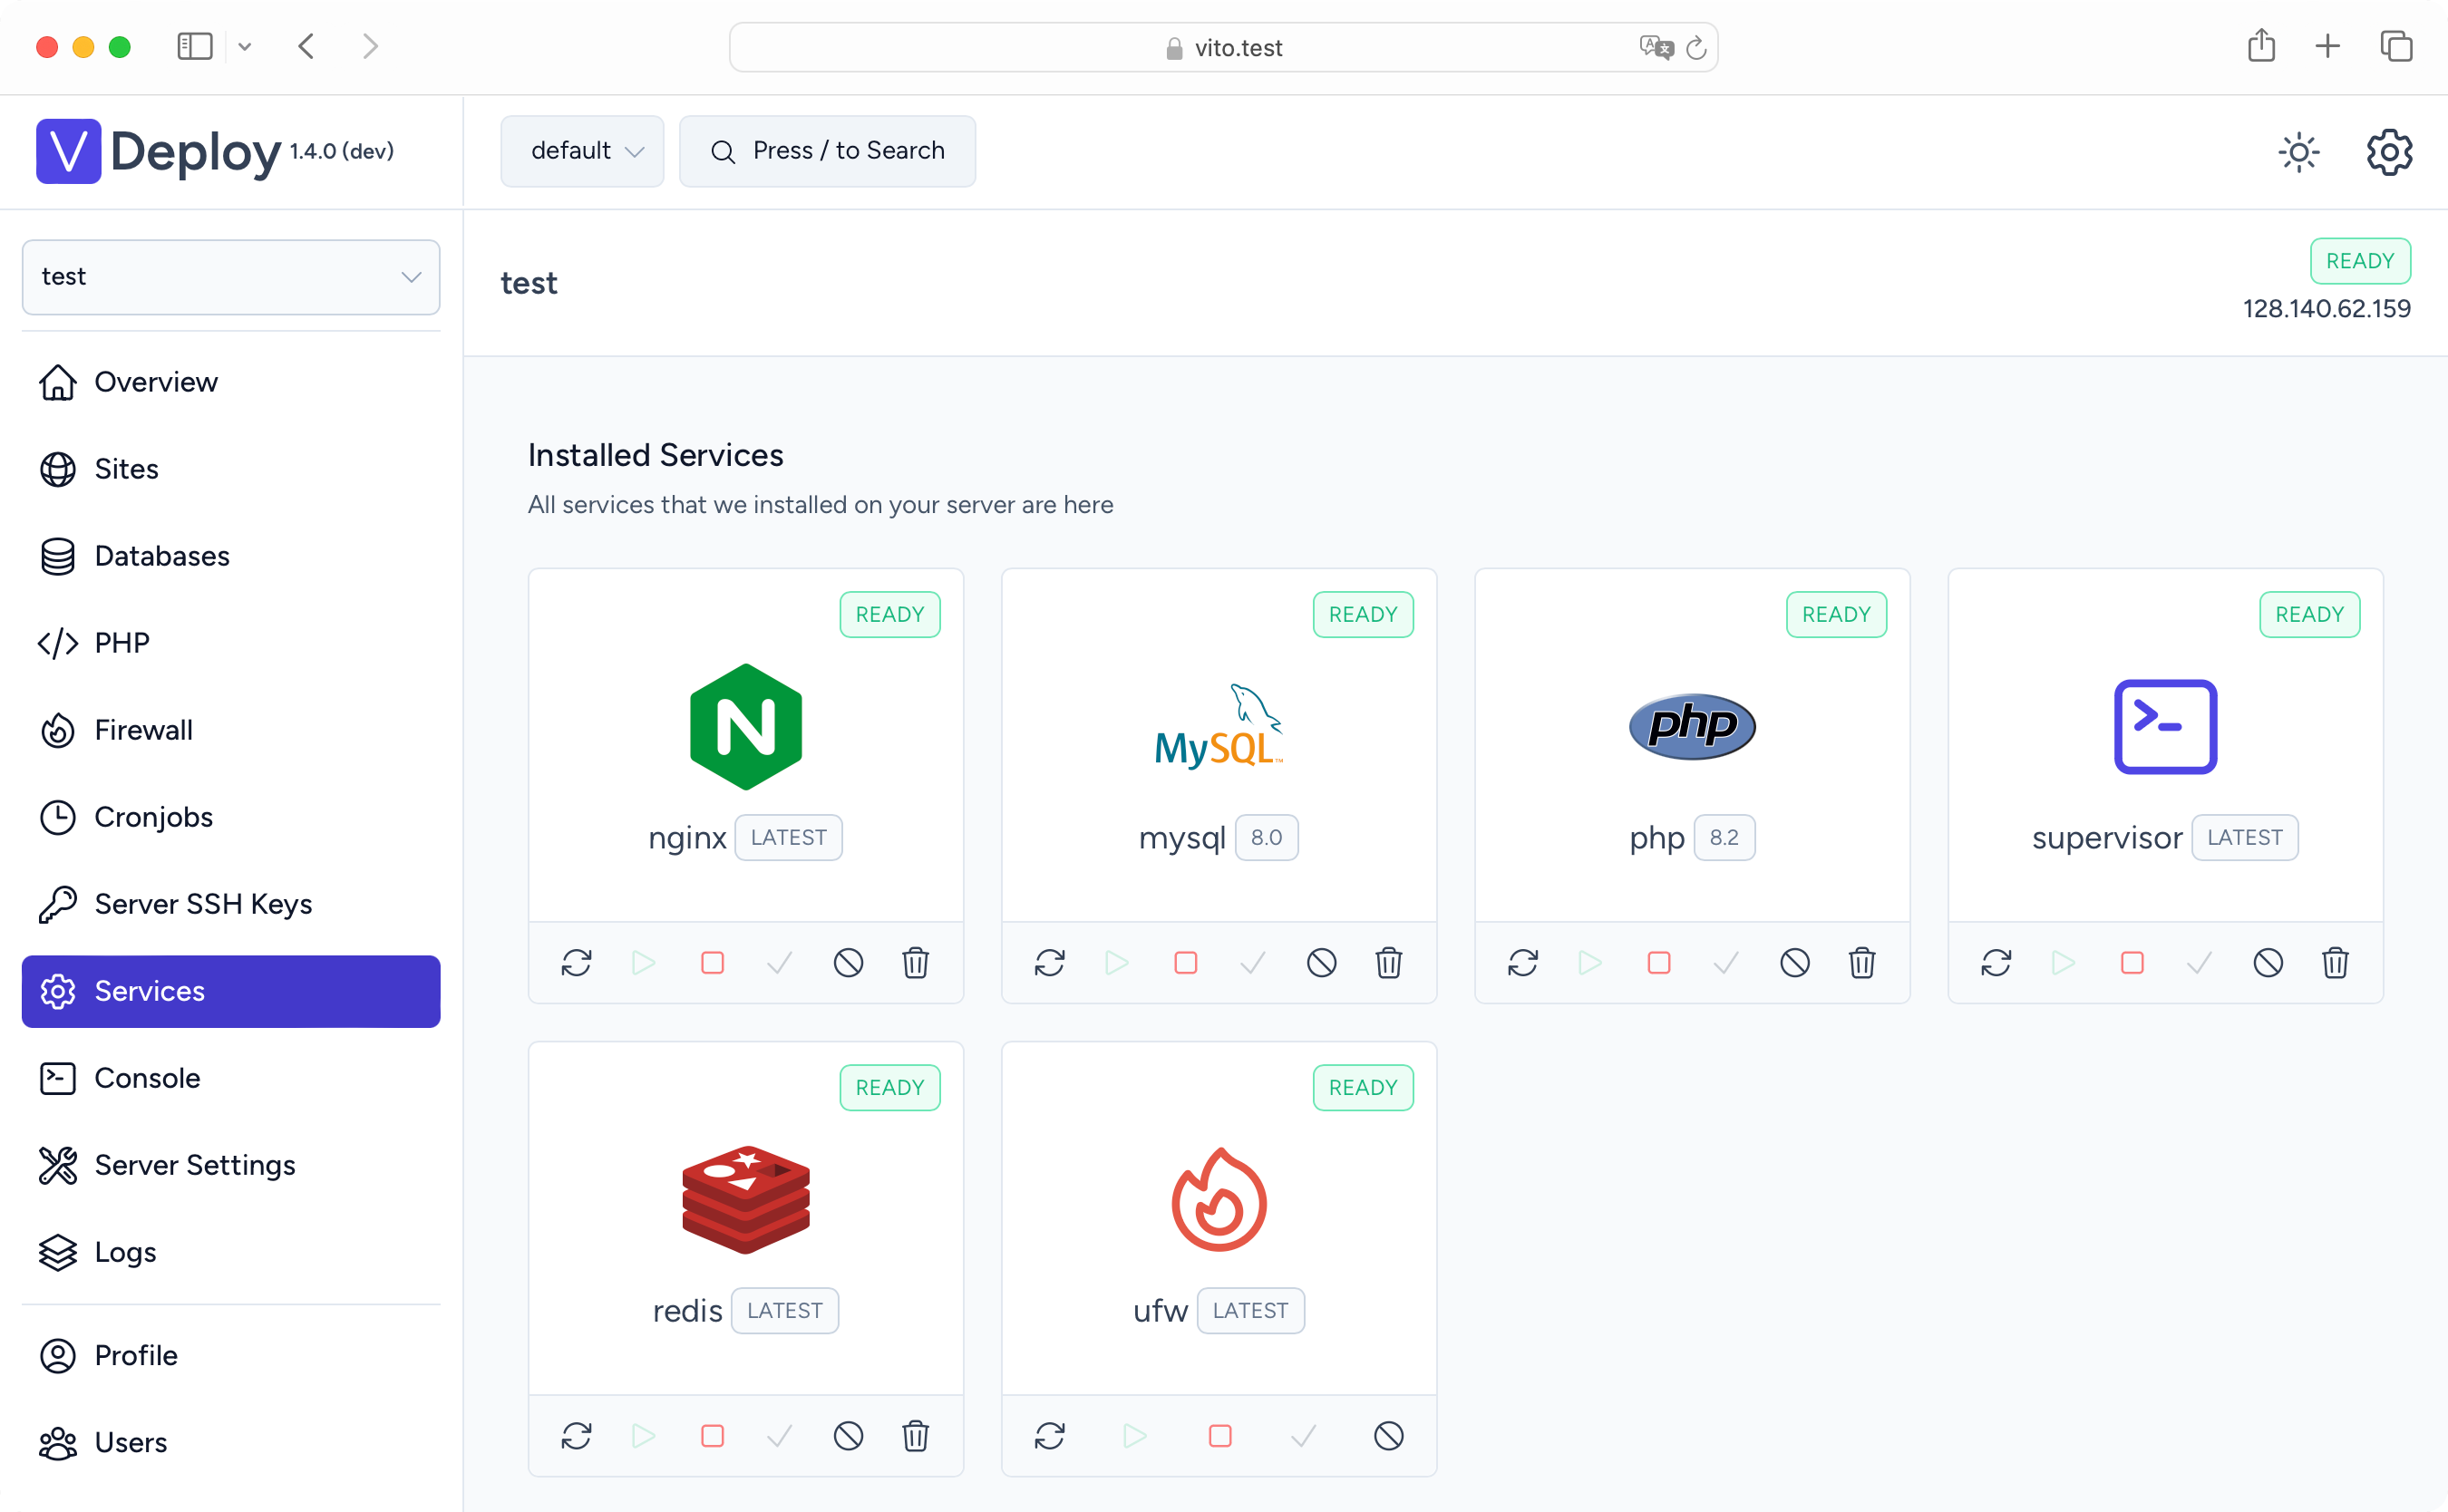 vito.test
V Deploy 1.4.0 (dev)
default
Press / to Search
test
test
READY
128.140.62.159
Overview
Sites
Databases
PHP
Firewall
Cronjobs
Server SSH Keys
Services
Console
Server Settings
Logs
Profile
Users
Installed Services
All services that we installed on your server are here
READY
N
nginx LATEST
READY
MySQL™
mysql 8.0
READY
php
php 8.2
READY
supervisor LATEST
READY
redis LATEST
READY
ufw LATEST